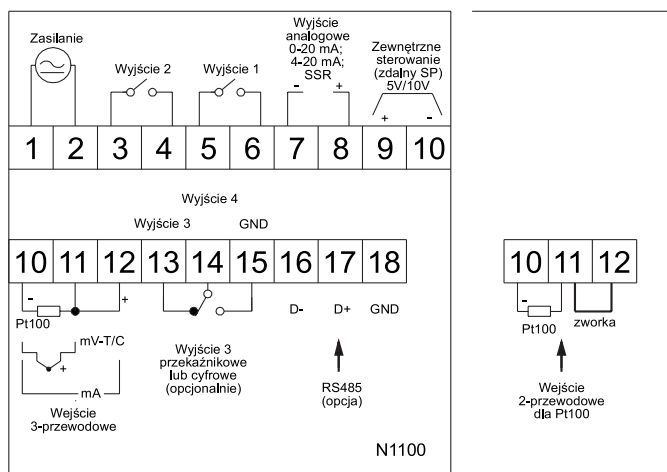 Zasilanie
Wyjście 2
Wyjście 1
Wyjście
analogowe
0-20 mA;
4-20 mA;
SSR
- +
Zewnętrzne
sterowanie
(zdalny SP)
5V/10V
+ -
1 2 3 4 5 6 7 8 9 10
Wyjście 4
Wyjście 3 GND
10 11 12 13 14 15 16 17 18
- +
Pt100
mV-T/C
+
mA
Wejście
3-przewodowe
Wyjście 3
przekaźnikowe
lub cyfrowe
(opcjonalnie)
D- D+ GND
RS485
(opcja)
N1100
10 11 12
-
Pt100 zworka
Wejście
2-przewodowe
dla Pt100